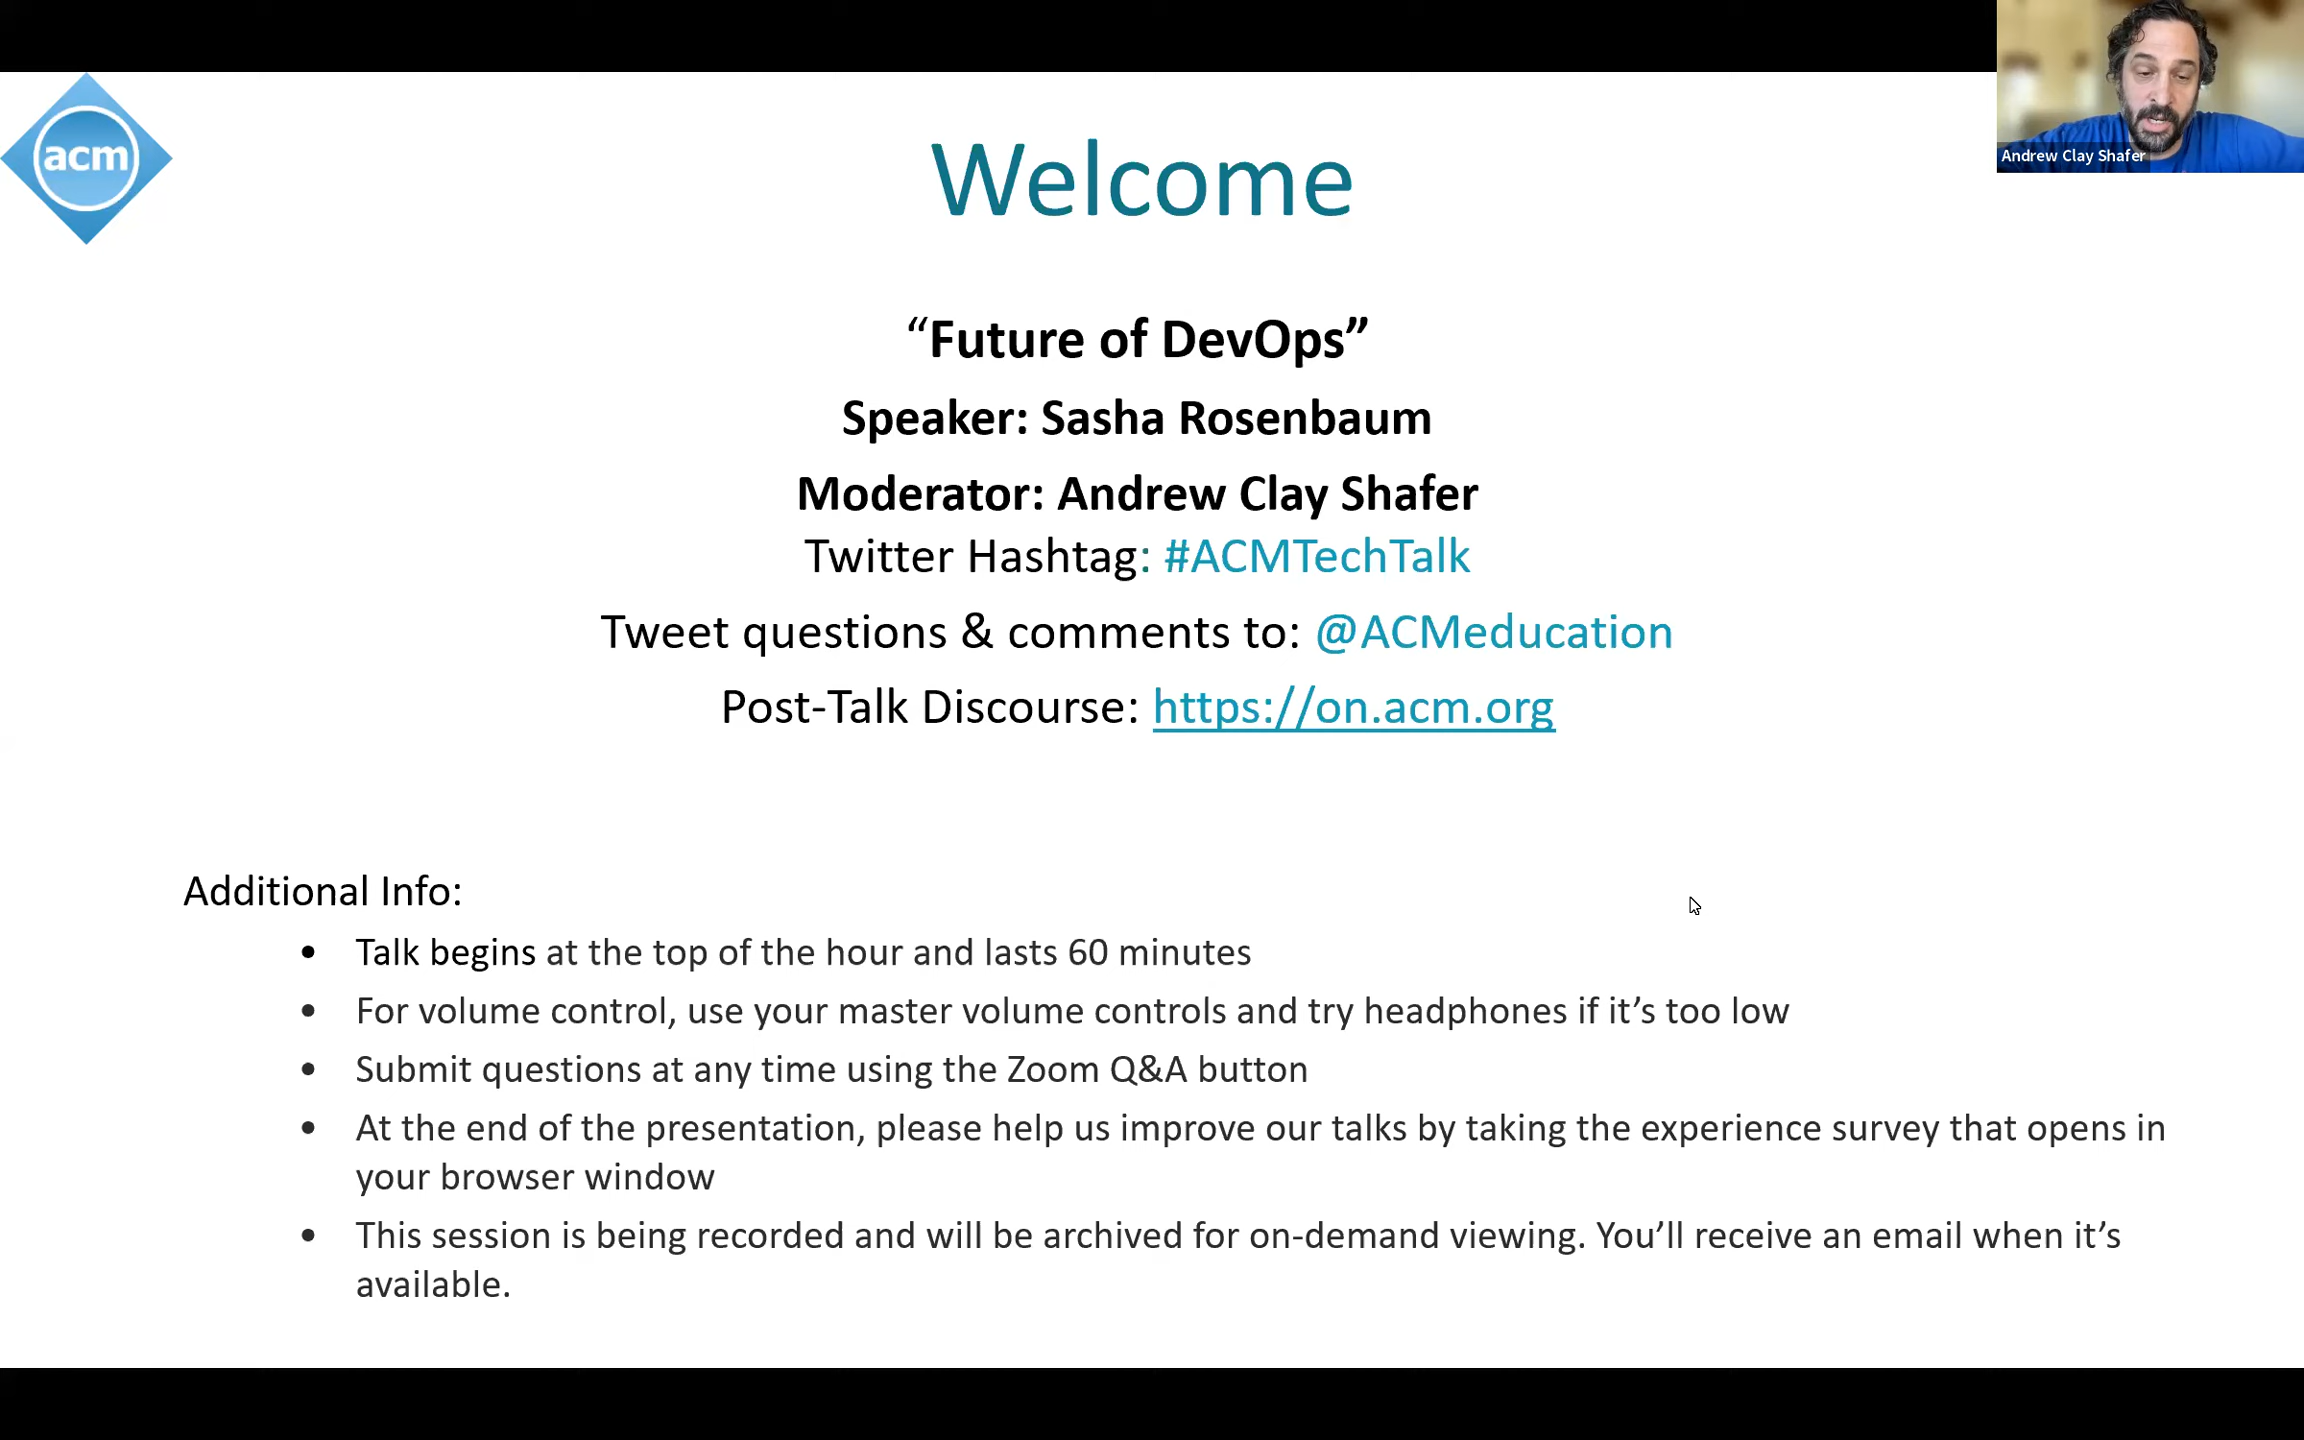 acm
Welcome
Andrew Clay Shafer
“Future of DevOps”
Speaker: Sasha Rosenbaum
Moderator: Andrew Clay Shafer
Twitter Hashtag: #ACMTechTalk
Tweet questions & comments to: @ACMeducation
Post-Talk Discourse: https://on.acm.org
Additional Info:
• Talk begins at the top of the hour and lasts 60 minutes
• For volume control, use your master volume controls and try headphones if it’s too low
• Submit questions at any time using the Zoom Q&A button
• At the end of the presentation, please help us improve our talks by taking the experience survey that opens in
your browser window
• This session is being recorded and will be archived for on-demand viewing. You’ll receive an email when it’s
available.